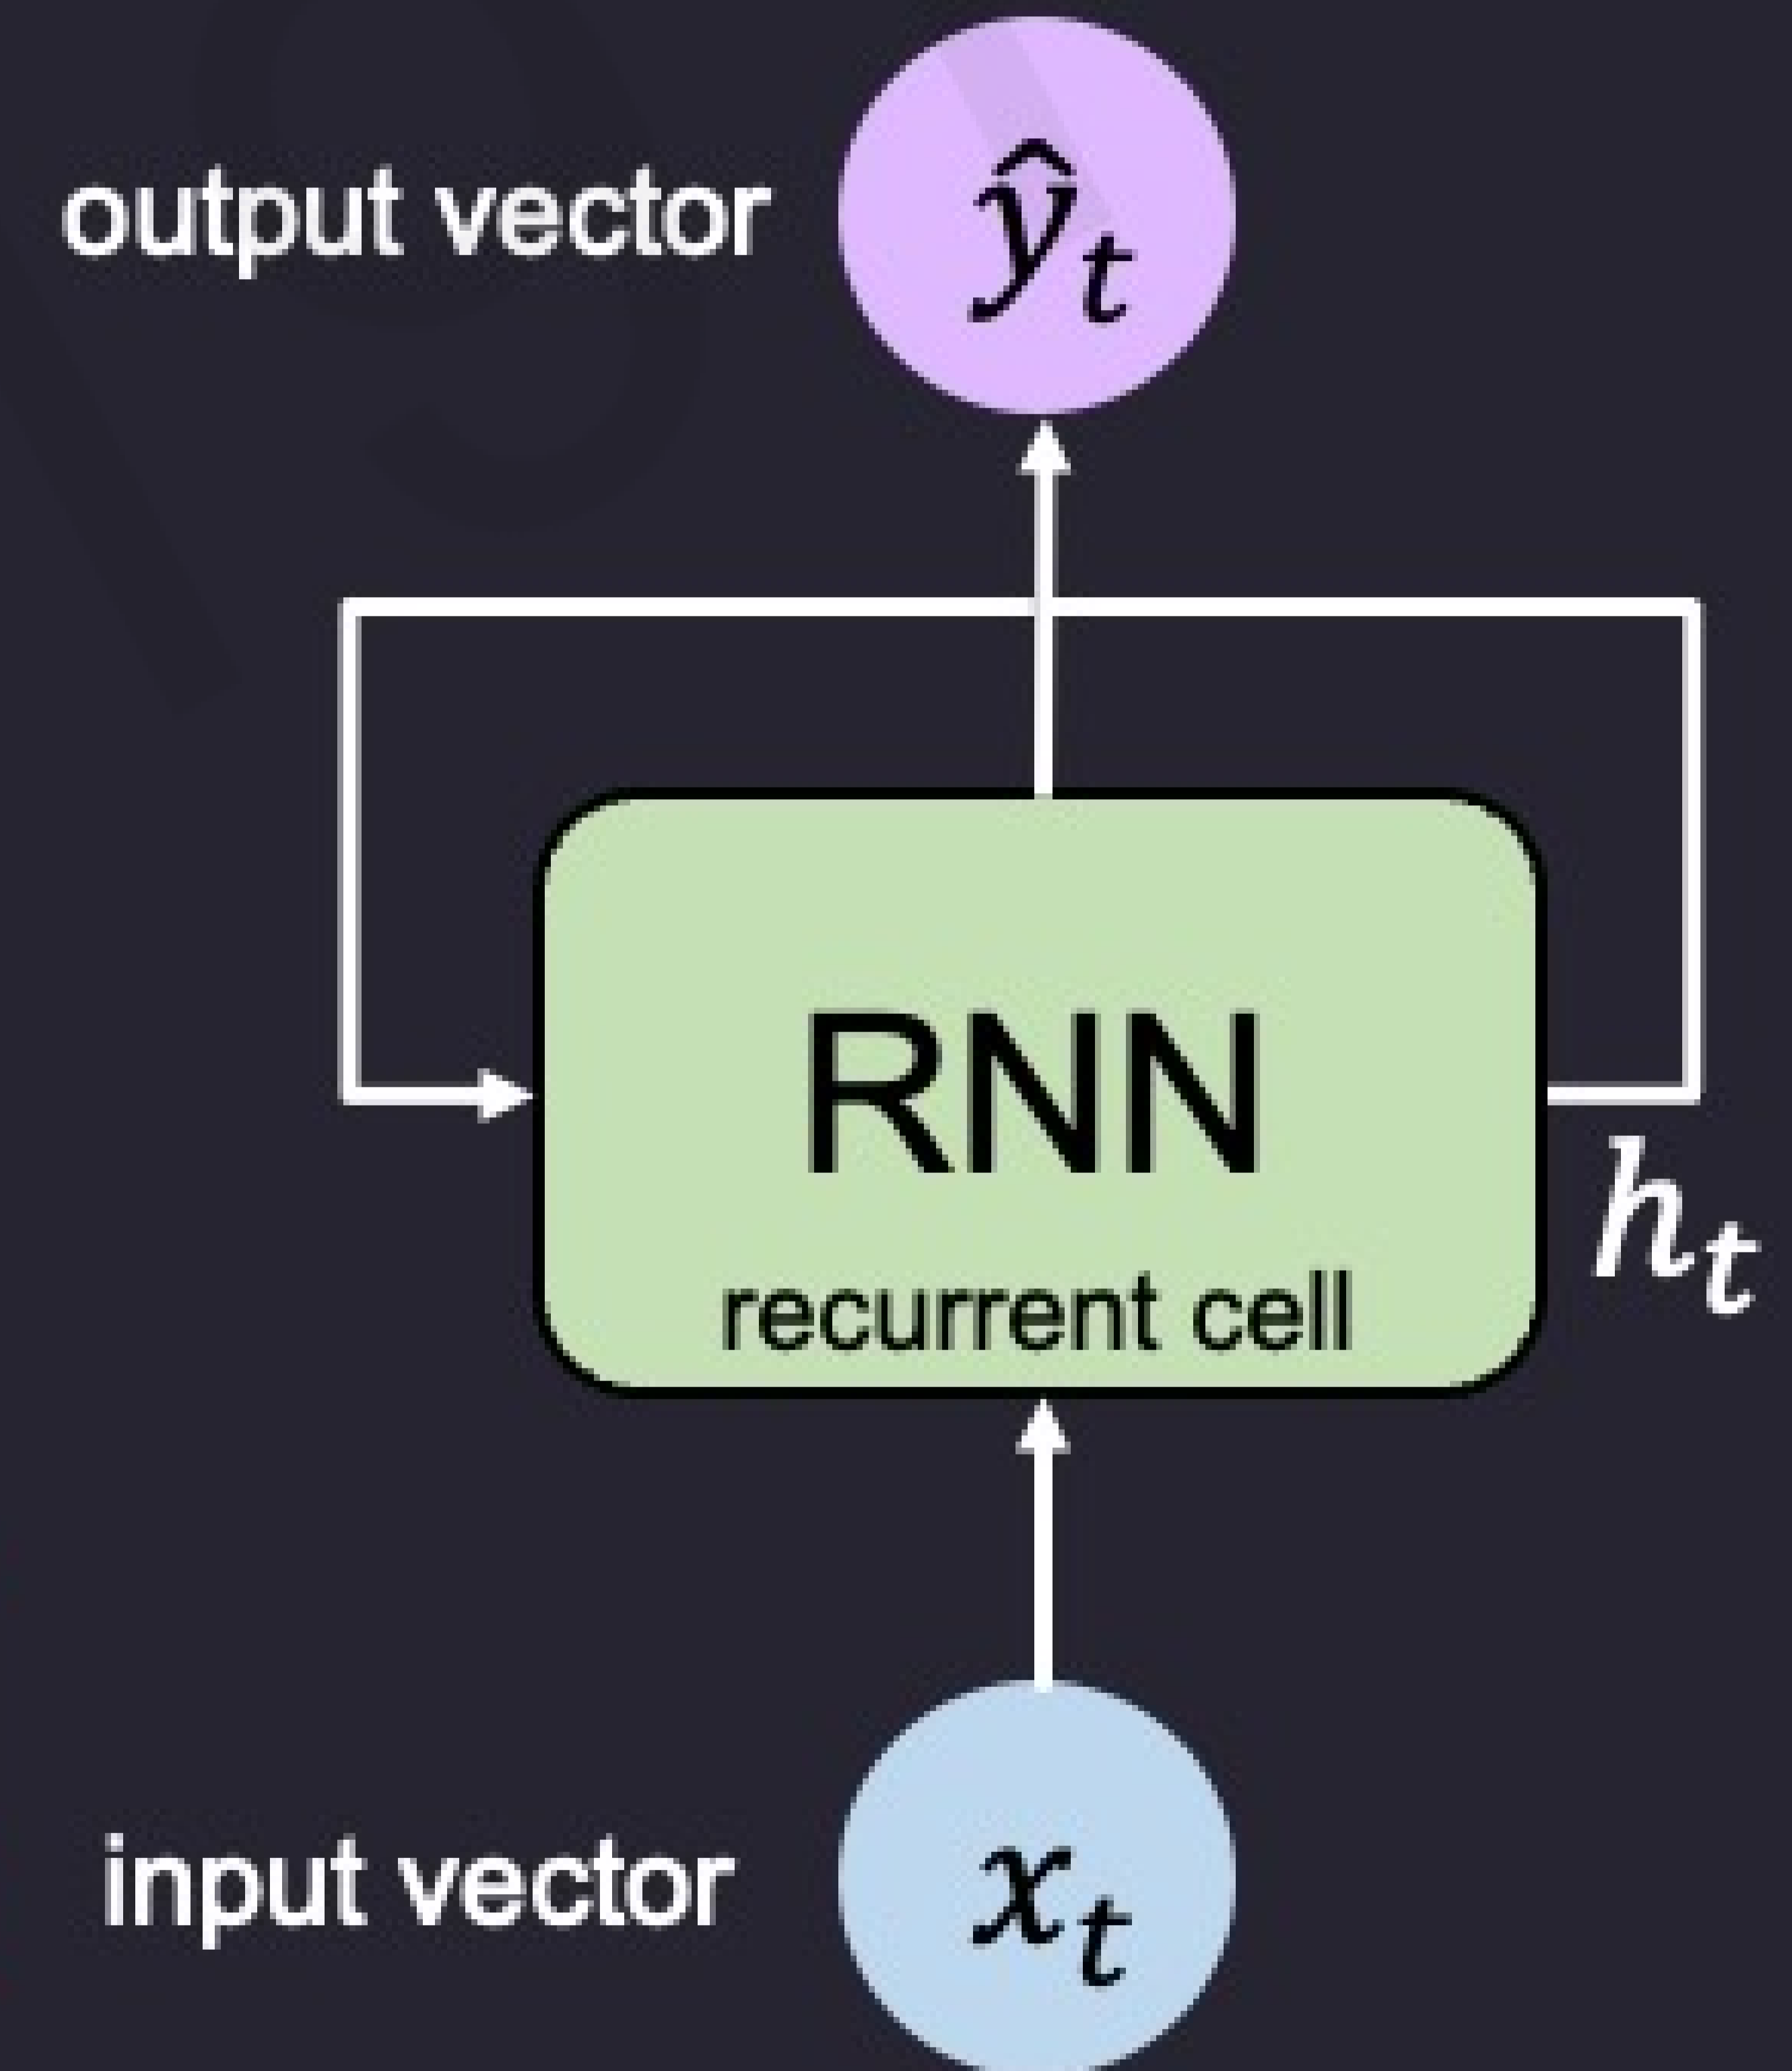 output vector
ŷt
RNN
recurrent cell
ht
input vector
xt